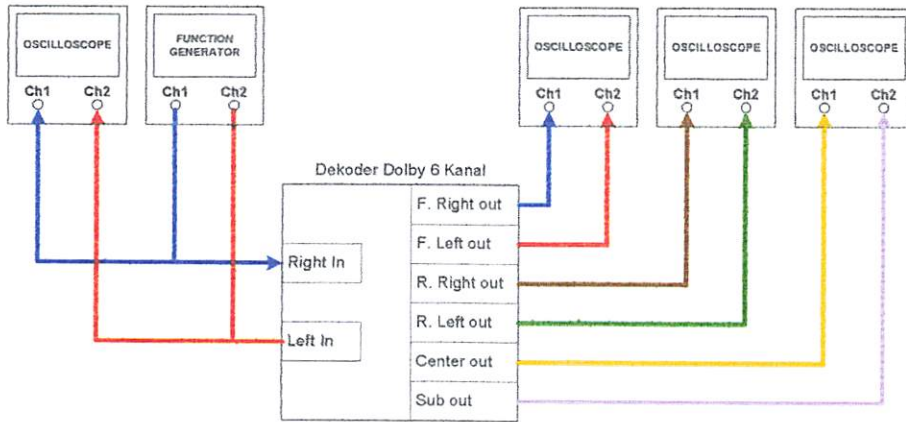 OSCILLOSCOPE
Ch1 Ch2
FUNCTION
GENERATOR
Ch1 Ch2
OSCILLOSCOPE
Ch1 Ch2
OSCILLOSCOPE
Ch1 Ch2
OSCILLOSCOPE
Ch1 Ch2
Dekoder Dolby 6 Kanal
Right In
Left In
F. Right out
F. Left out
R. Right out
R. Left out
Center out
Sub out